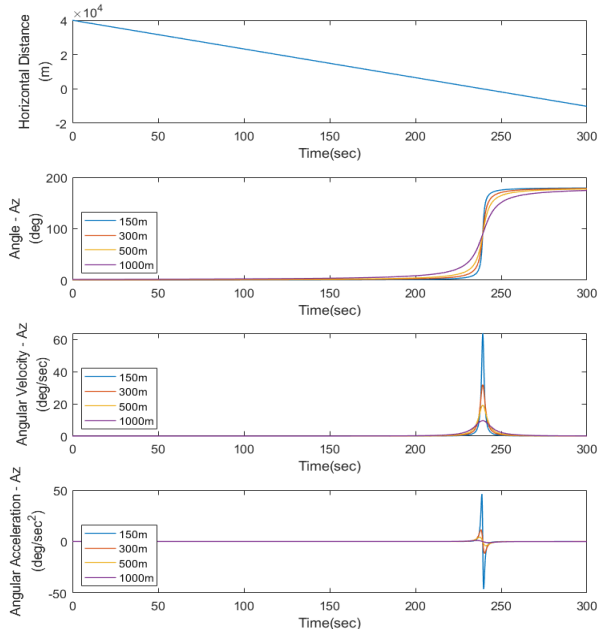 ×10⁴
4
2
0
-2
Horizontal Distance
(m)
0 50 100 150 200 250 300
Time(sec)
200
100
0
Angle - Az
(deg)
150m
300m
500m
1000m
0 50 100 150 200 250 300
Time(sec)
60
40
20
0
Angular Velocity - Az
(deg/sec)
150m
300m
500m
1000m
0 50 100 150 200 250 300
Time(sec)
50
0
-50
Angular Acceleration - Az
(deg/sec²)
150m
300m
500m
1000m
0 50 100 150 200 250 300
Time(sec)